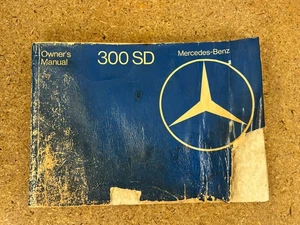 Owner's
Manual
300 SD
Mercedes-Benz